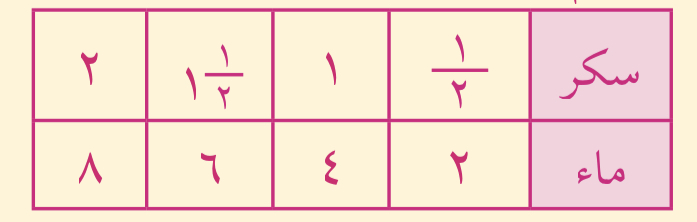 سكر ١/٢ ١ ١ ١/٢ ٢
ماء ٢ ٤ ٦ ٨